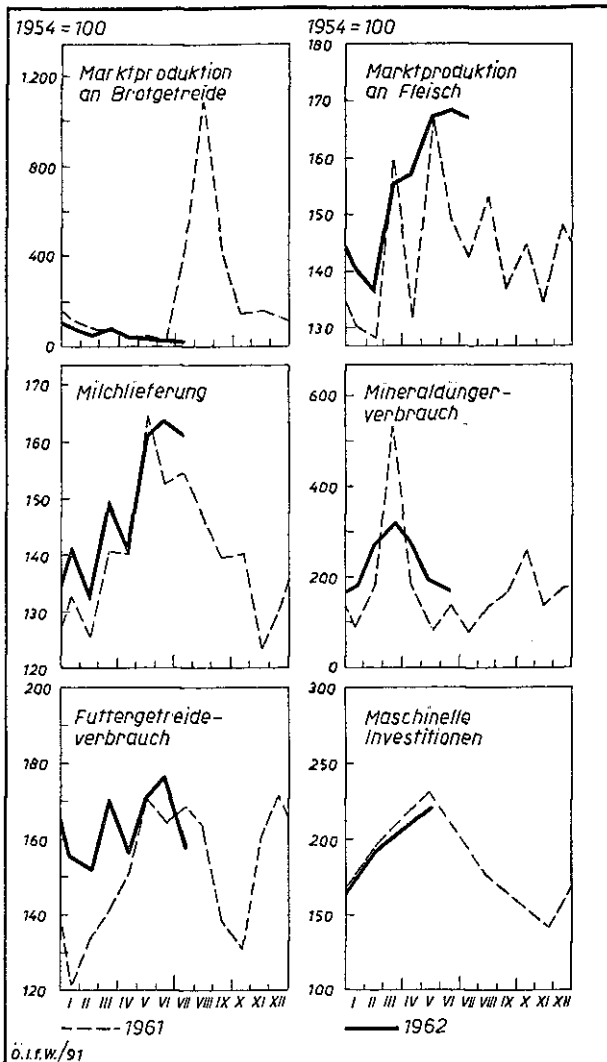 1954=100
1954=100
Marktproduktion
an Brotgetreide
1.200
800
400
0
Marktproduktion
an Fleisch
180
170
160
150
140
130
Milchlieferung
170
160
150
140
130
120
Mineraldünger-
verbrauch
600
400
200
0
Futtergetreide-
verbrauch
200
180
160
140
120
Maschinelle
Investitionen
300
250
200
150
100
I II III IV V VI VII VIII IX X XI XII
I II III IV V VI VII VIII IX X XI XII
1961
1962
Ö.I.f.W./91